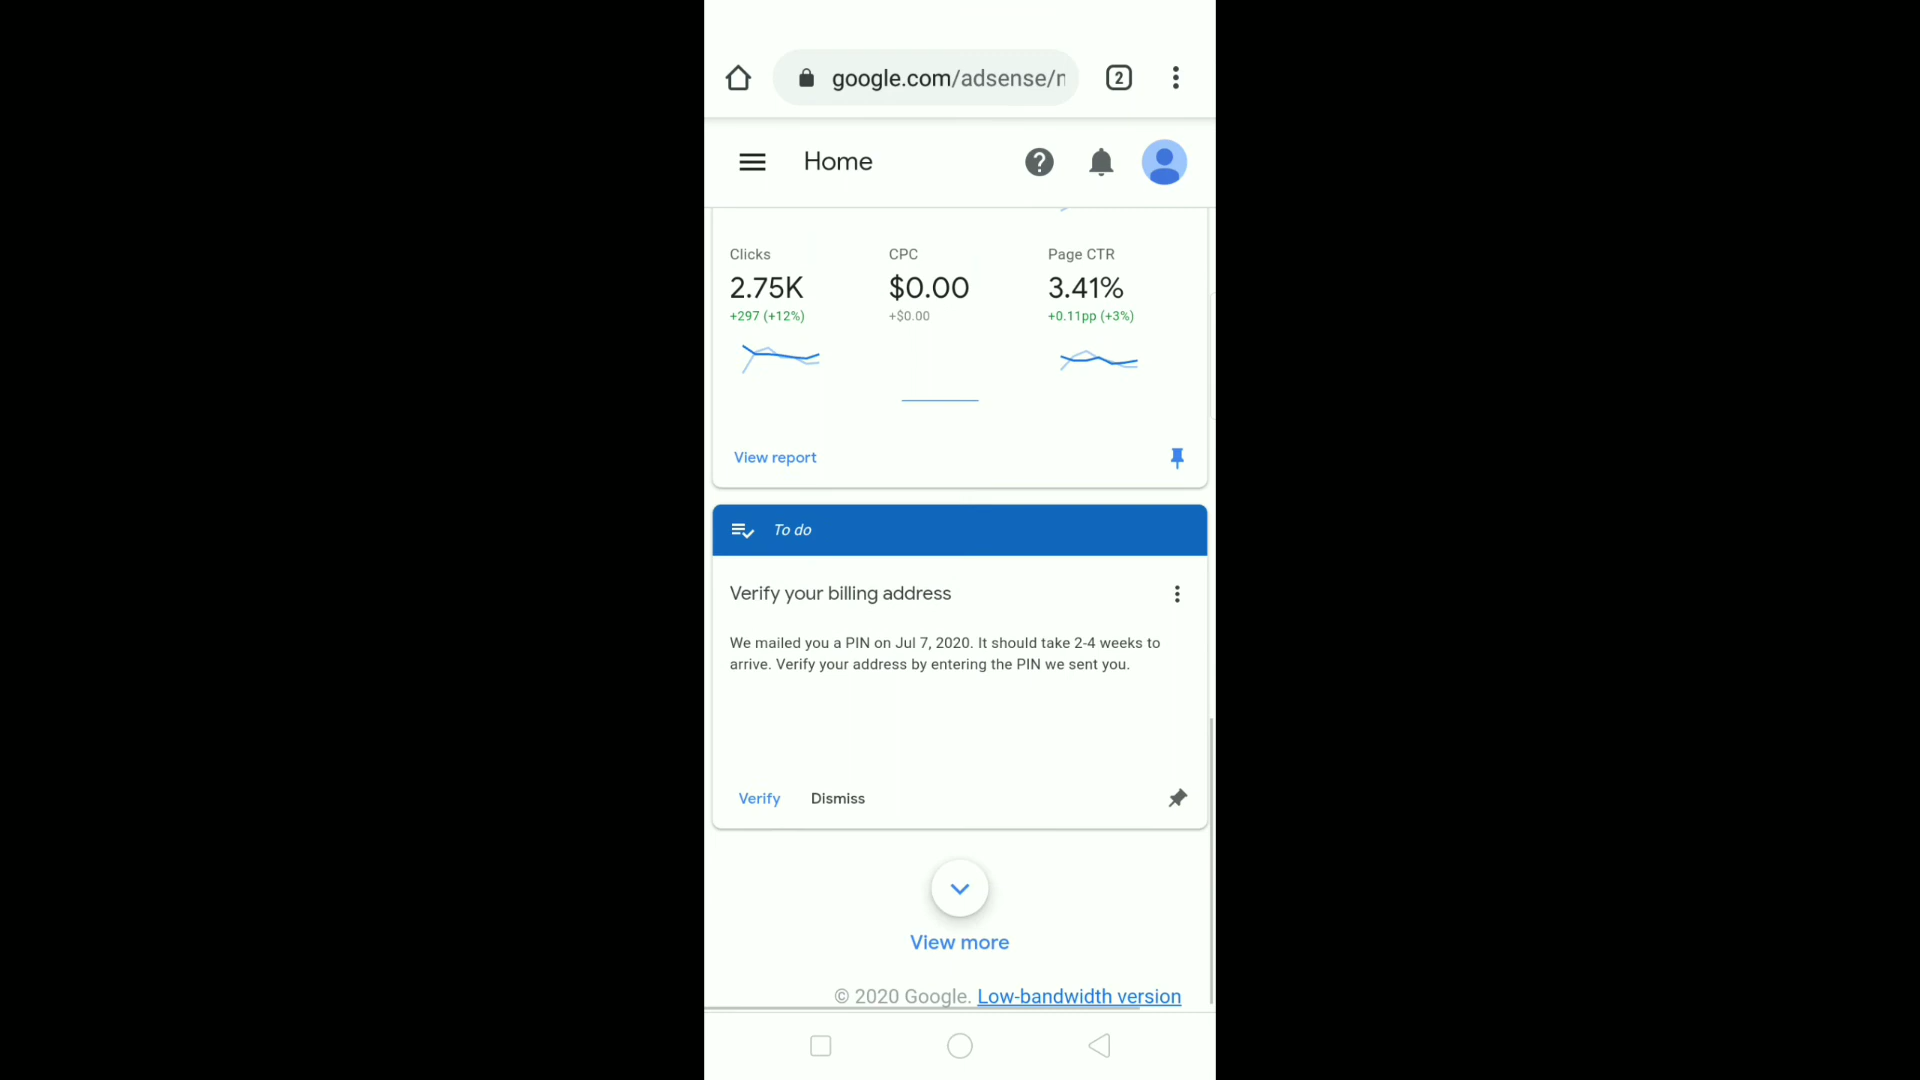 google.com/adsense/n
2
Home
Clicks
CPC
Page CTR
2.75K
$0.00
3.41%
+297 (+12%)
+$0.00
+0.11pp (+3%)
View report
To do
Verify your billing address
We mailed you a PIN on Jul 7, 2020. It should take 2-4 weeks to
arrive. Verify your address by entering the PIN we sent you.
Verify
Dismiss
View more
© 2020 Google. Low-bandwidth version